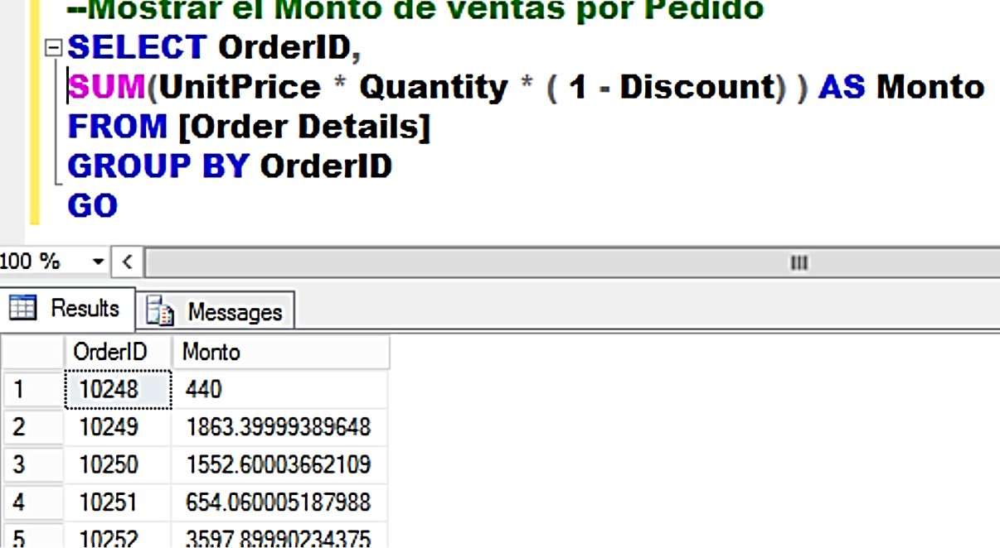 --Mostrar el Monto de ventas por Pedido
SELECT OrderID,
SUM(UnitPrice * Quantity * ( 1 - Discount) ) AS Monto
FROM [Order Details]
GROUP BY OrderID
GO
100 %
Results Messages
OrderID Monto
1 10248 440
2 10249 1863.39999389648
3 10250 1552.60003662109
4 10251 654.060005187988
5 10252 3597.89990234375